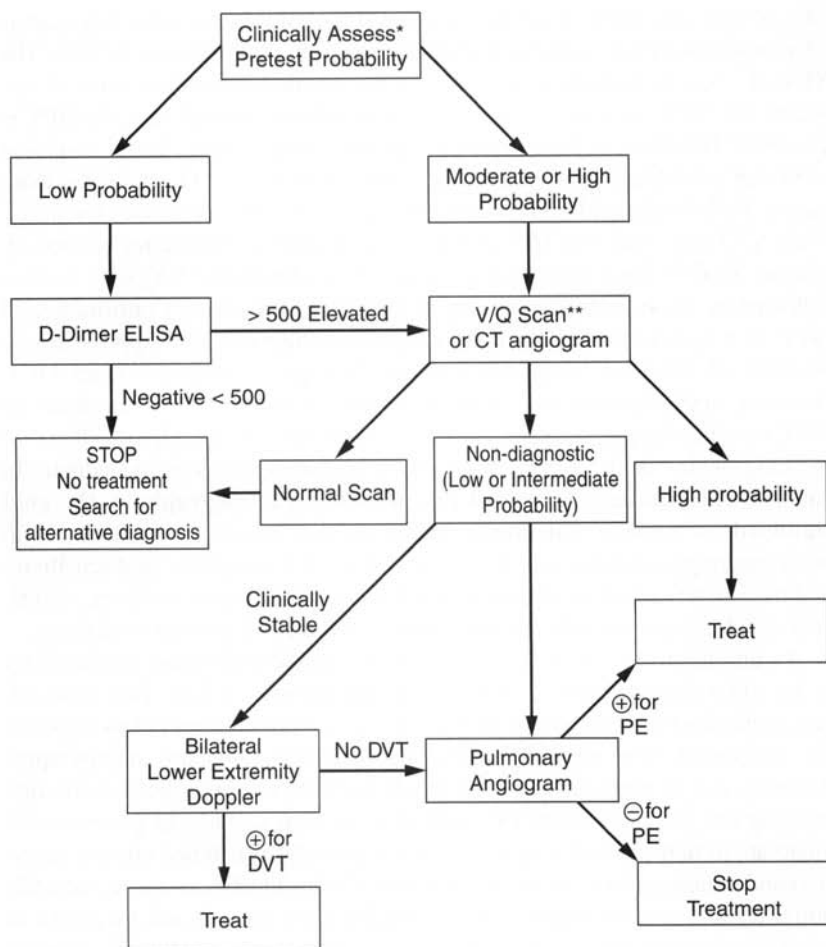 Clinically Assess*
Pretest Probability
Low Probability
Moderate or High
Probability
D-Dimer ELISA
> 500 Elevated
V/Q Scan**
or CT angiogram
Negative < 500
STOP
No treatment
Search for
alternative diagnosis
Normal Scan
Non-diagnostic
(Low or Intermediate
Probability)
High probability
Clinically
Stable
Treat
⊕ for
PE
Bilateral
Lower Extremity
Doppler
No DVT
Pulmonary
Angiogram
⊖ for
PE
⊕ for
DVT
Treat
Stop
Treatment